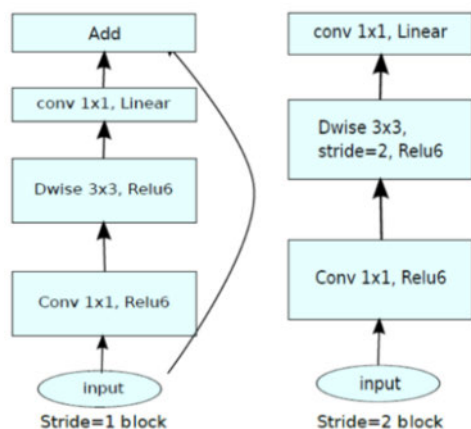 Add
conv 1x1, Linear
Dwise 3x3, Relu6
Conv 1x1, Relu6
input
Stride=1 block
conv 1x1, Linear
Dwise 3x3,
stride=2, Relu6
Conv 1x1, Relu6
input
Stride=2 block